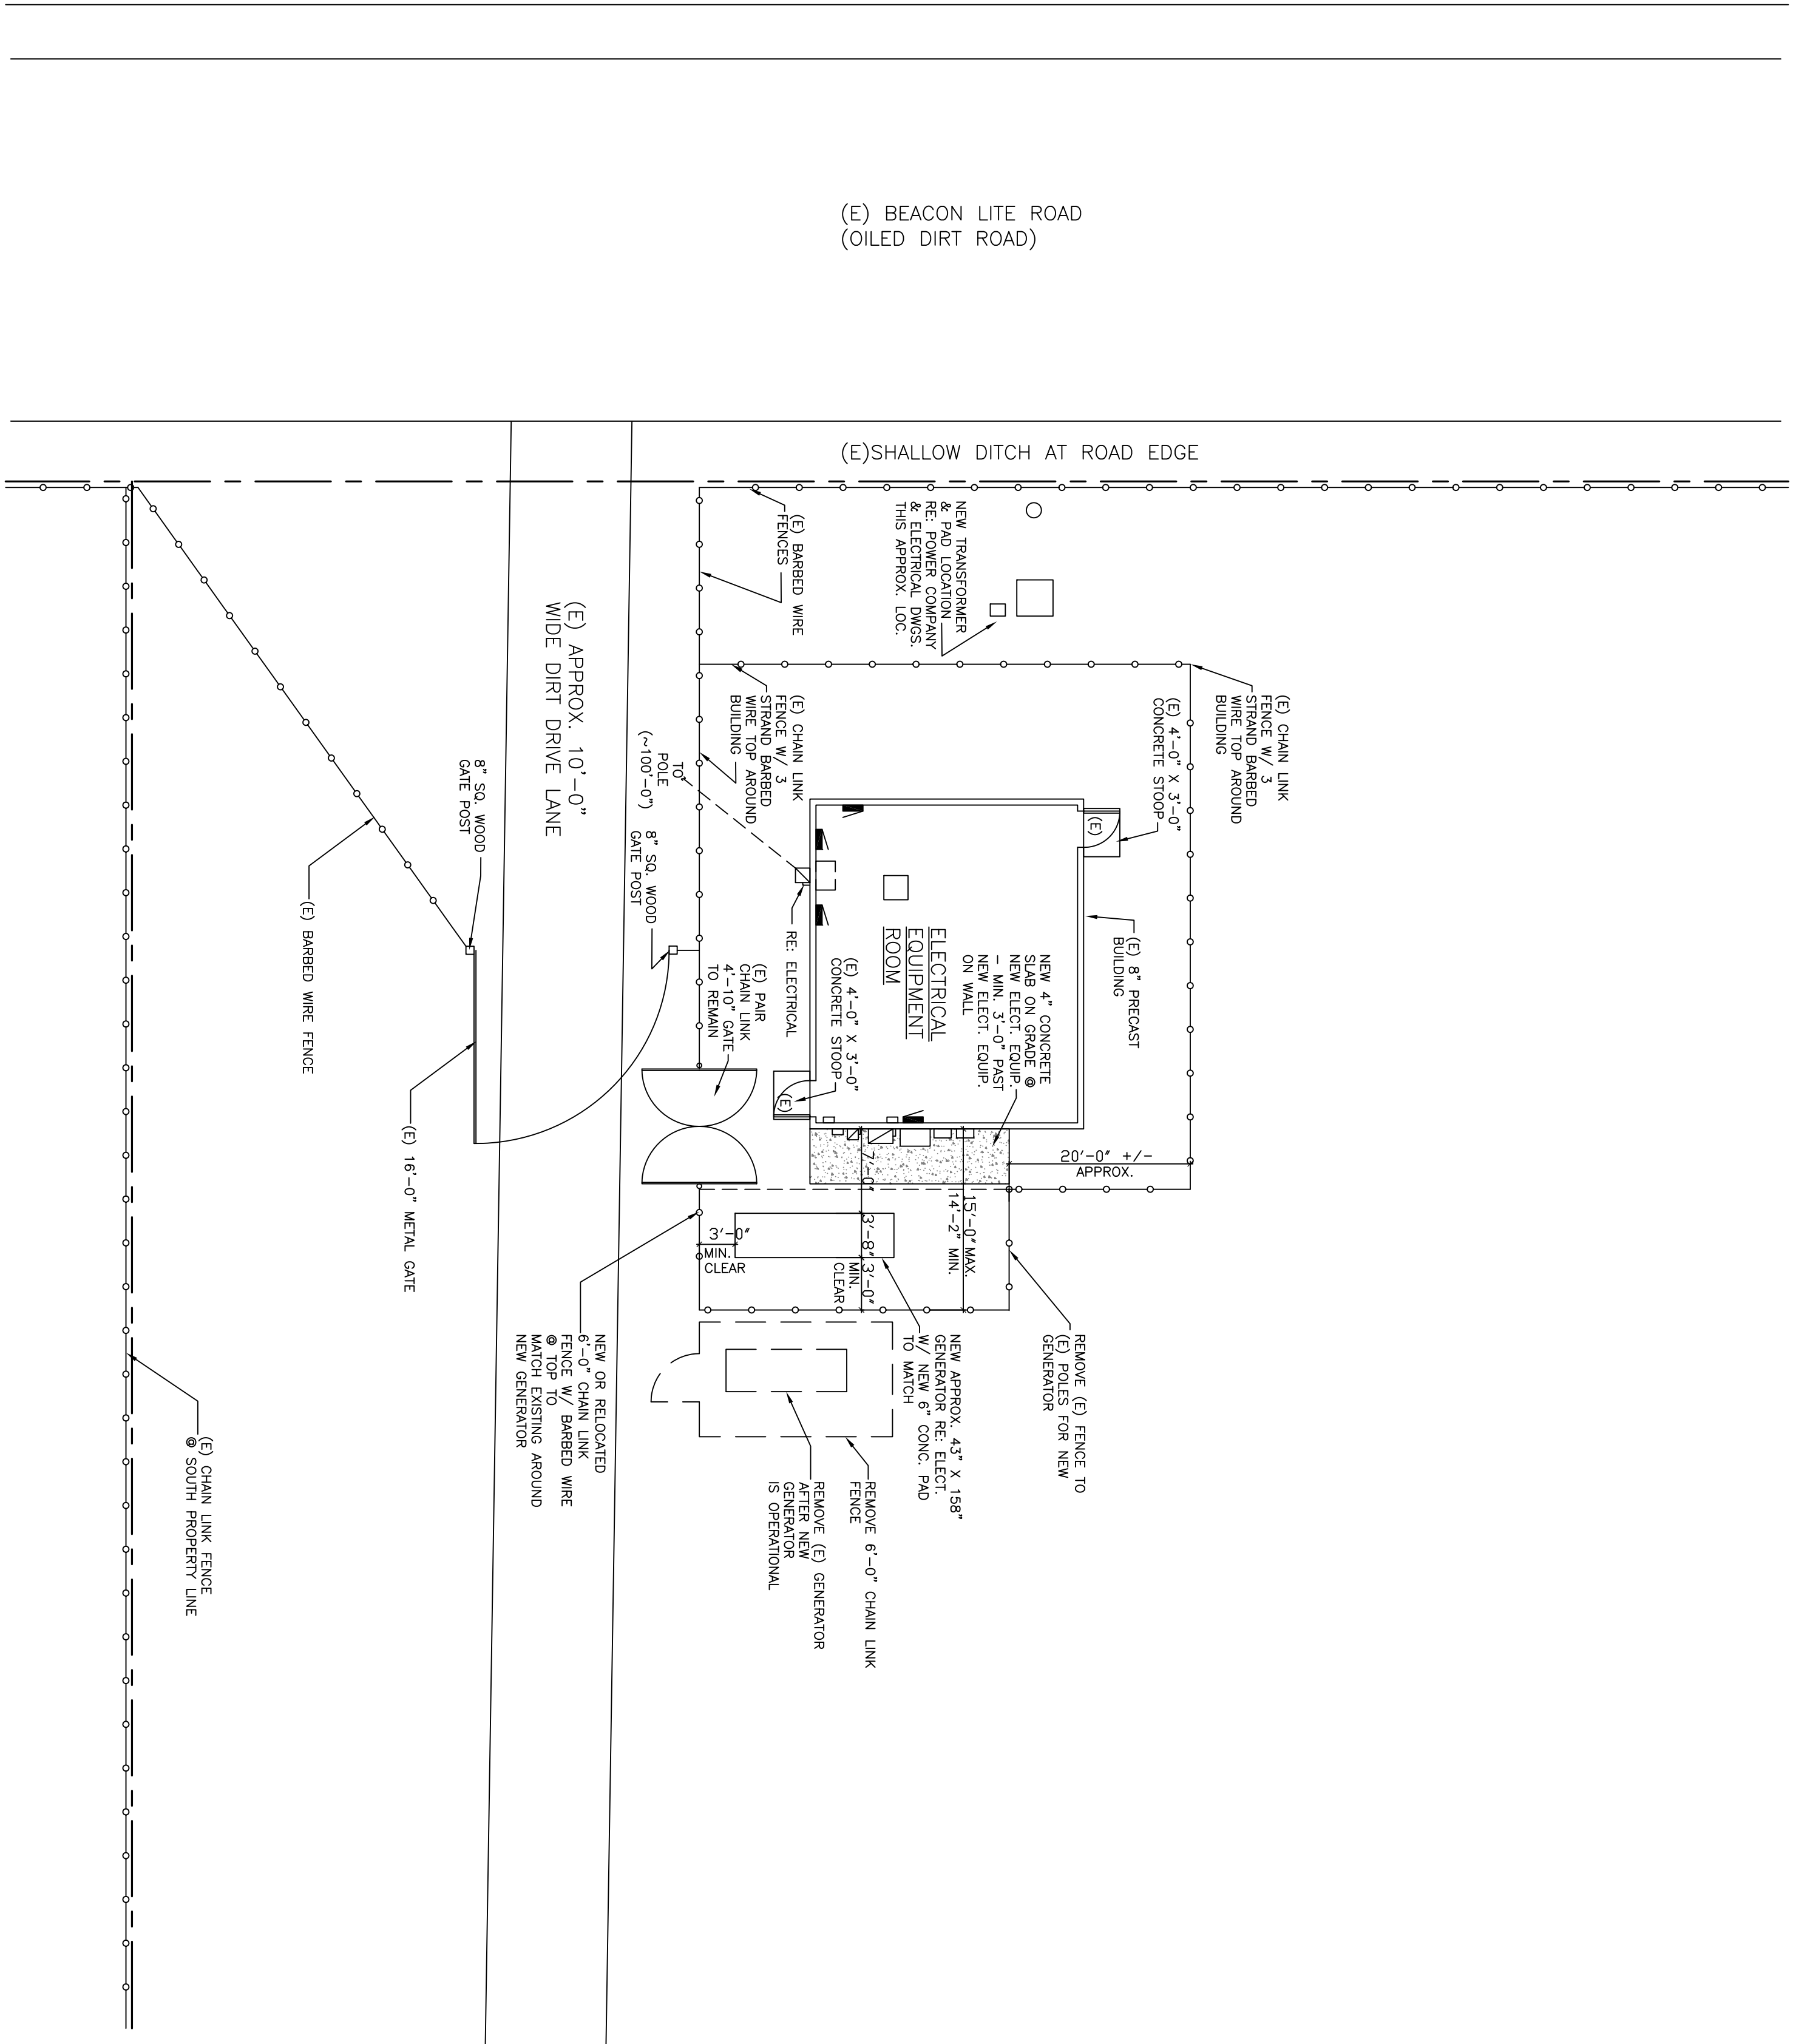 (E) BEACON LITE ROAD
(OILED DIRT ROAD)
(E)SHALLOW DITCH AT ROAD EDGE
NEW TRANSFORMER
& PAD LOCATION
RE: POWER COMPANY
& ELECTRICAL DWGS.
THIS APPROX. LOC.
(E) BARBED WIRE
FENCES
(E) APPROX. 10'-0"
WIDE DIRT DRIVE LANE
(E) CHAIN LINK
FENCE W/ 3
STRAND BARBED
WIRE TOP AROUND
BUILDING
(E) 4'-0" X 3'-0"
CONCRETE STOOP
(E)
(E) CHAIN LINK
FENCE W/ 3
STRAND BARBED
WIRE TOP AROUND
BUILDING
TO
POLE
(~100'-0")
8" SQ. WOOD
GATE POST
8" SQ. WOOD
GATE POST
(E) BARBED WIRE FENCE
(E) 8" PRECAST
BUILDING
ELECTRICAL
EQUIPMENT
ROOM
RE: ELECTRICAL
NEW 4" CONCRETE
SLAB ON GRADE @
NEW ELECT. EQUIP.
- MIN. 3'-0" PAST
NEW ELECT. EQUIP.
ON WALL
(E) 4'-0" X 3'-0"
CONCRETE STOOP
(E)
(E) PAIR
CHAIN LINK
4'-10" GATE
TO REMAIN
(E) 16'-0" METAL GATE
20'-0" +/-
APPROX.
7'-0"
3'-8"
3'-0"
MIN.
CLEAR
15'-0" MAX.
14'-2" MIN.
3'-0"
MIN.
CLEAR
REMOVE (E) FENCE TO
(E) POLES FOR NEW
GENERATOR
NEW APPROX. 43" X 158"
GENERATOR RE: ELECT.
W/ NEW 6" CONC. PAD
TO MATCH
NEW OR RELOCATED
6'-0" CHAIN LINK
FENCE W/ BARBED WIRE
@ TOP TO
MATCH EXISTING AROUND
NEW GENERATOR
REMOVE 6'-0" CHAIN LINK
FENCE
REMOVE (E) GENERATOR
AFTER NEW
GENERATOR
IS OPERATIONAL
(E) CHAIN LINK FENCE
@ SOUTH PROPERTY LINE